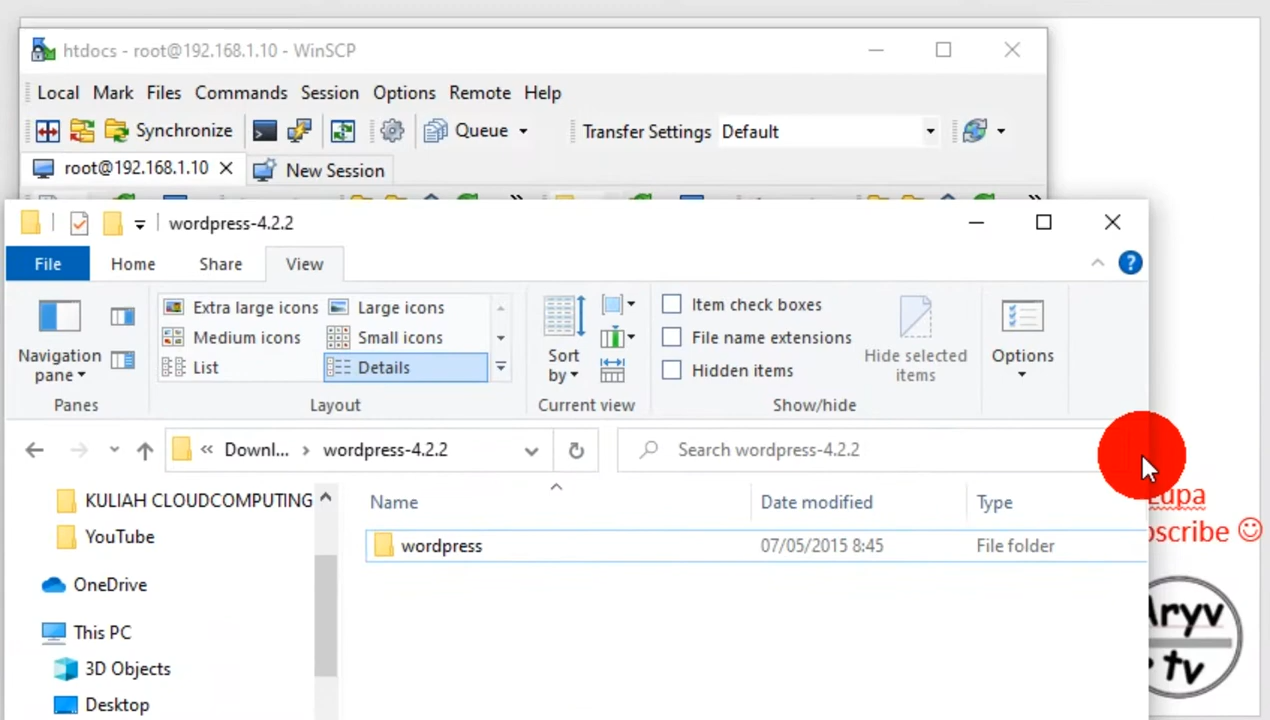 htdocs - root@192.168.1.10 - WinSCP
Local Mark Files Commands Session Options Remote Help
Synchronize Queue Transfer Settings Default
root@192.168.1.10 New Session
wordpress-4.2.2
File Home Share View
Extra large icons Large icons
Medium icons Small icons
List Details
Navigation pane
Panes
Layout
Sort by
Current view
Item check boxes
File name extensions
Hidden items
Hide selected items
Show/hide
Options
« Downl... › wordpress-4.2.2
Search wordpress-4.2.2
Name Date modified Type
wordpress 07/05/2015 8:45 File folder
KULIAH CLOUDCOMPUTING
YouTube
OneDrive
This PC
3D Objects
Desktop
Lupa
bscribe ☺
Aryv
tv